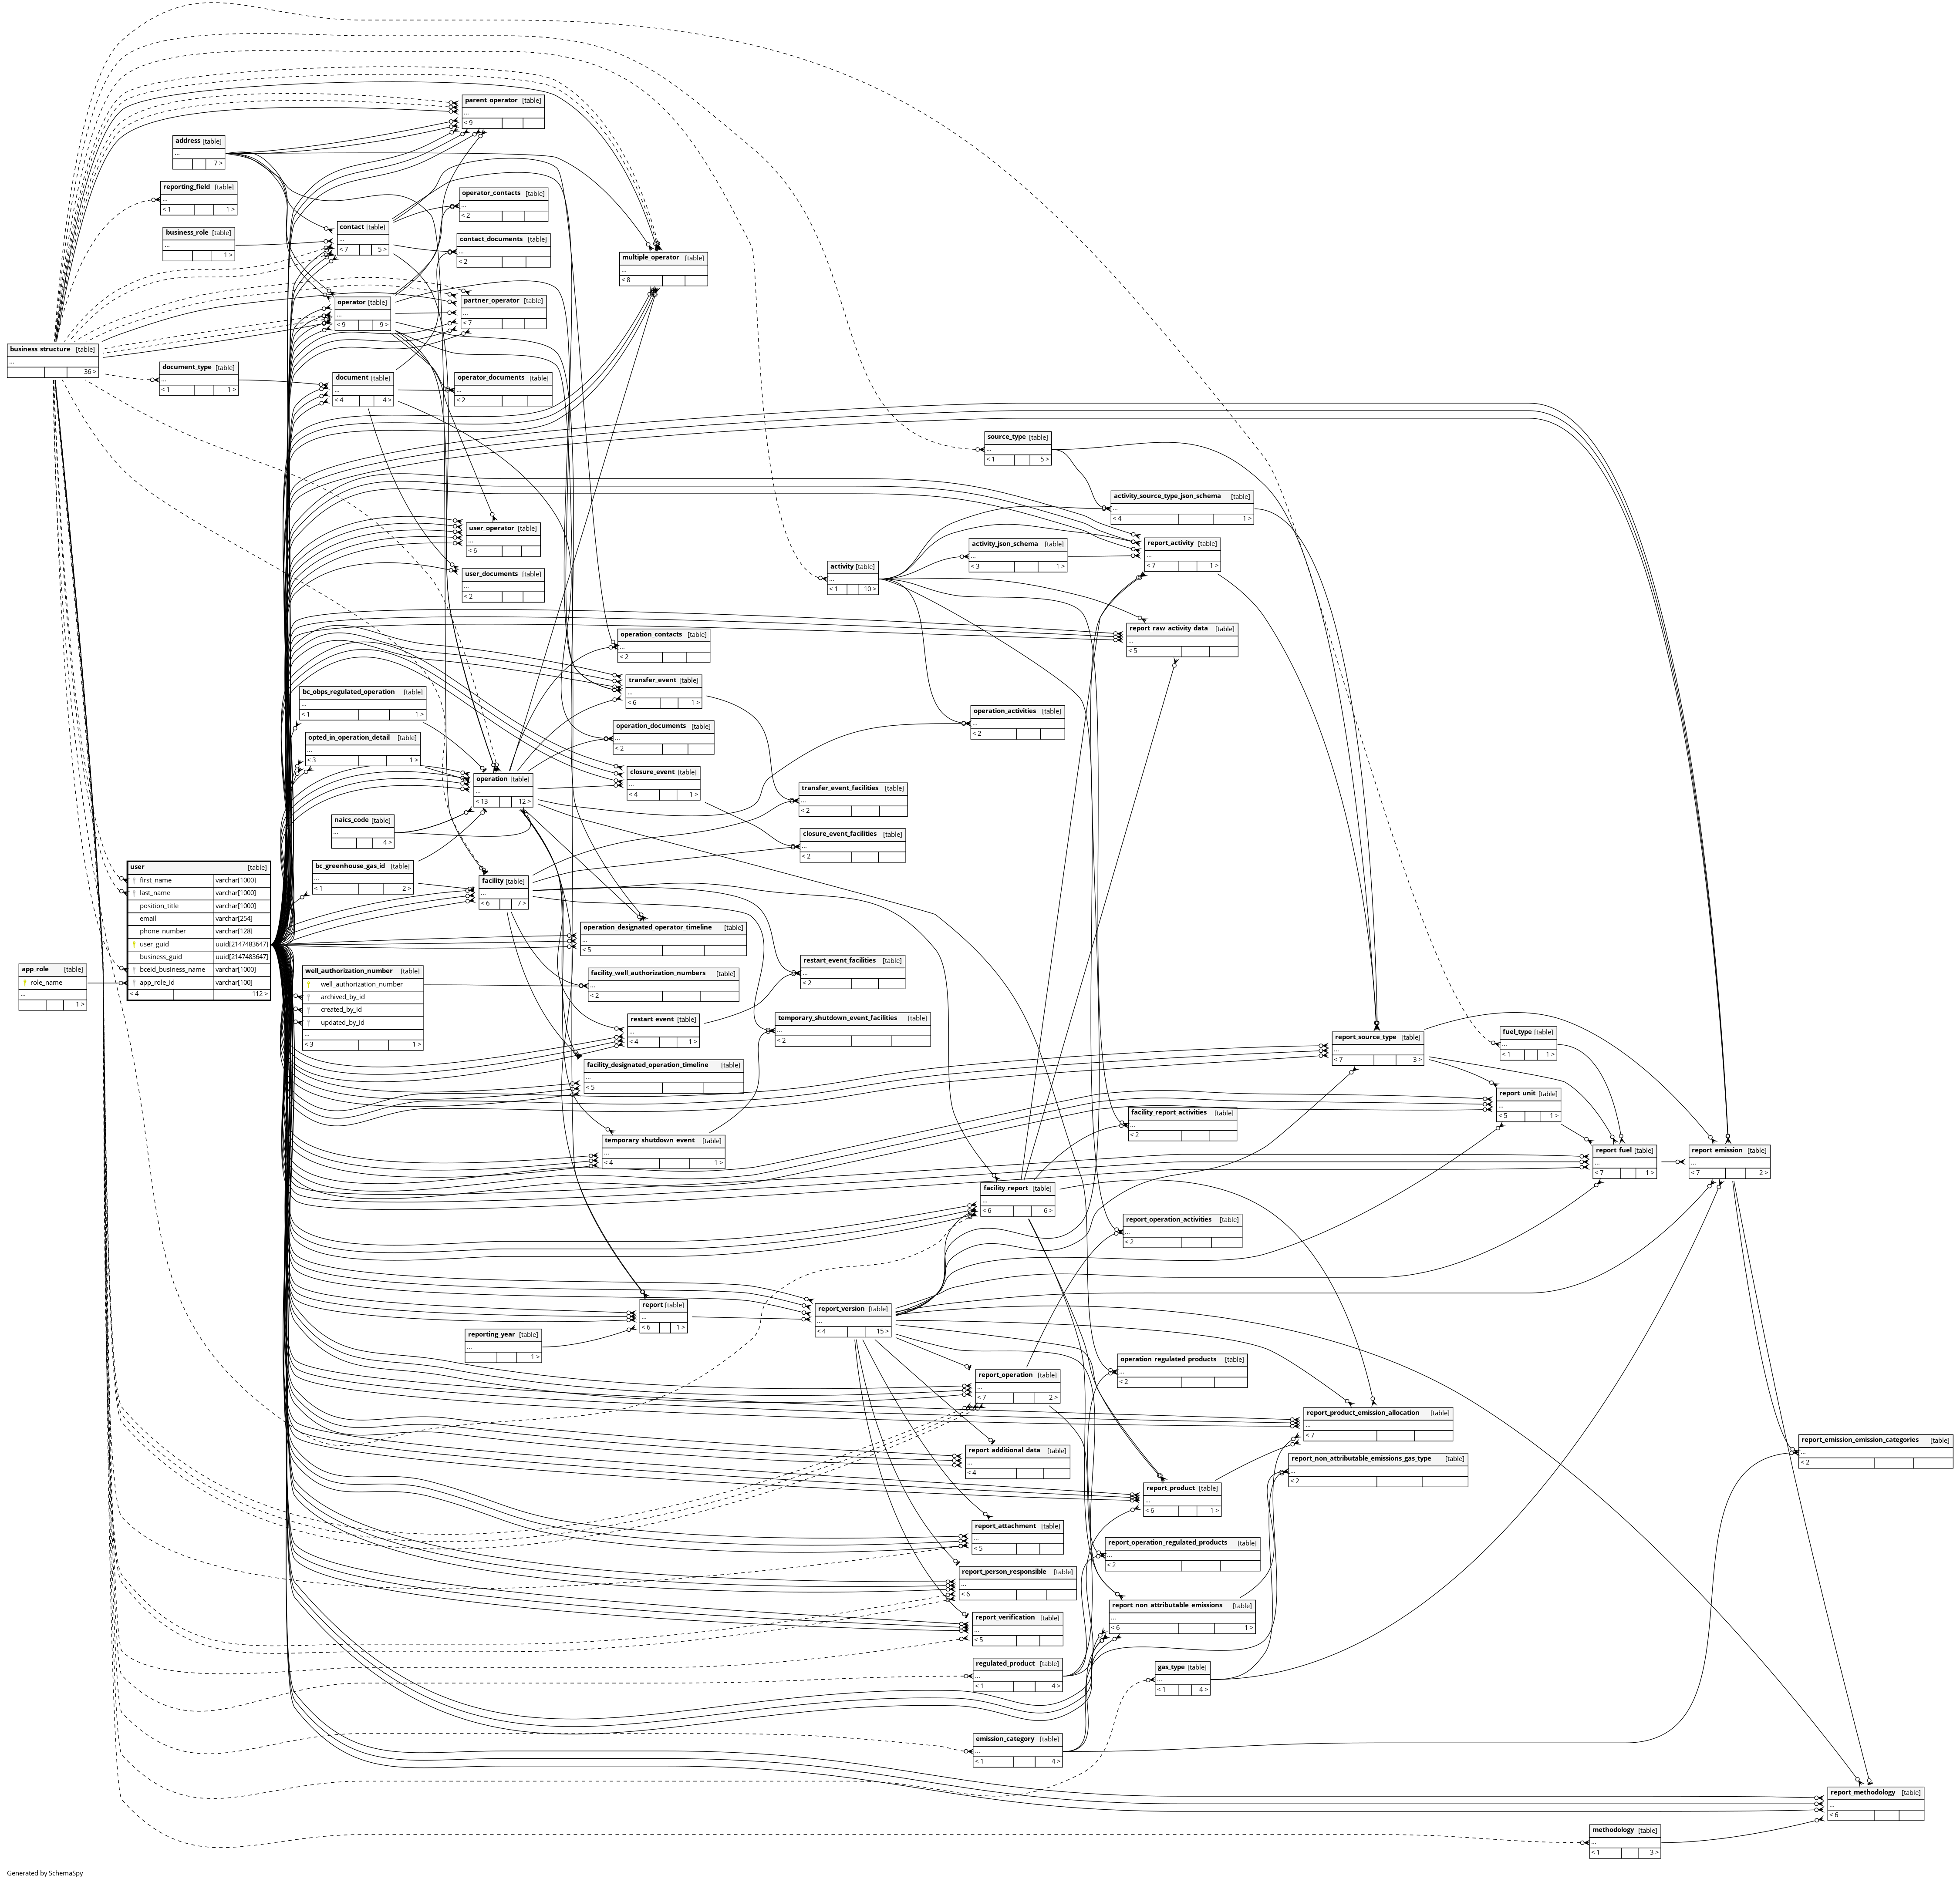 parent_operator [table]
...
< 9
address [table]
...
7 >
reporting_field [table]
...
< 1 1 >
operator_contacts [table]
...
< 2
contact [table]
...
< 7 5 >
business_role [table]
...
1 >
contact_documents [table]
...
< 2
multiple_operator [table]
...
< 8
operator [table]
...
< 9 9 >
partner_operator [table]
...
< 7
business_structure [table]
...
36 >
document_type [table]
...
< 1 1 >
document [table]
...
< 4 4 >
operator_documents [table]
...
< 2
source_type [table]
...
< 1 5 >
activity_source_type_json_schema [table]
...
< 4 1 >
user_operator [table]
...
< 6
activity_json_schema [table]
...
< 3 1 >
report_activity [table]
...
< 7 1 >
user_documents [table]
...
< 2
activity [table]
...
< 1 10 >
operation_contacts [table]
...
< 2
report_raw_activity_data [table]
...
< 5
bc_obps_regulated_operation [table]
...
< 1 1 >
transfer_event [table]
...
< 6 1 >
operation_activities [table]
...
< 2
opted_in_operation_detail [table]
...
< 3 1 >
operation_documents [table]
...
< 2
operation [table]
...
< 13 12 >
closure_event [table]
...
< 4 1 >
transfer_event_facilities [table]
...
< 2
naics_code [table]
...
4 >
closure_event_facilities [table]
...
< 2
user [table]
first_name varchar[1000]
last_name varchar[1000]
position_title varchar[1000]
email varchar[254]
phone_number varchar[128]
user_guid uuid[2147483647]
business_guid uuid[2147483647]
bceid_business_name varchar[1000]
app_role_id varchar[100]
< 4 112 >
bc_greenhouse_gas_id [table]
...
< 1 2 >
facility [table]
...
< 6 7 >
operation_designated_operator_timeline [table]
...
< 5
app_role [table]
role_name
...
1 >
well_authorization_number [table]
well_authorization_number
archived_by_id
created_by_id
updated_by_id
...
< 3 1 >
facility_well_authorization_numbers [table]
...
< 2
restart_event_facilities [table]
...
< 2
restart_event [table]
...
< 4 1 >
temporary_shutdown_event_facilities [table]
...
< 2
facility_designated_operation_timeline [table]
...
< 5
report_source_type [table]
...
< 7 3 >
fuel_type [table]
...
< 1 1 >
report_unit [table]
...
< 5 1 >
facility_report_activities [table]
...
< 2
temporary_shutdown_event [table]
...
< 4 1 >
report_fuel [table]
...
< 7 1 >
report_emission [table]
...
< 7 2 >
facility_report [table]
...
< 6 6 >
report_operation_activities [table]
...
< 2
report [table]
...
< 6 1 >
report_version [table]
...
< 4 15 >
reporting_year [table]
...
1 >
operation_regulated_products [table]
...
< 2
report_operation [table]
...
< 7 2 >
report_product_emission_allocation [table]
...
< 7
report_additional_data [table]
...
< 4
report_emission_emission_categories [table]
...
< 2
report_non_attributable_emissions_gas_type [table]
...
< 2
report_product [table]
...
< 6 1 >
report_attachment [table]
...
< 5
report_operation_regulated_products [table]
...
< 2
report_person_responsible [table]
...
< 6
report_non_attributable_emissions [table]
...
< 6 1 >
report_verification [table]
...
< 5
regulated_product [table]
...
< 1 4 >
gas_type [table]
...
< 1 4 >
emission_category [table]
...
< 1 4 >
report_methodology [table]
...
< 6
methodology [table]
...
< 1 3 >
Generated by SchemaSpy